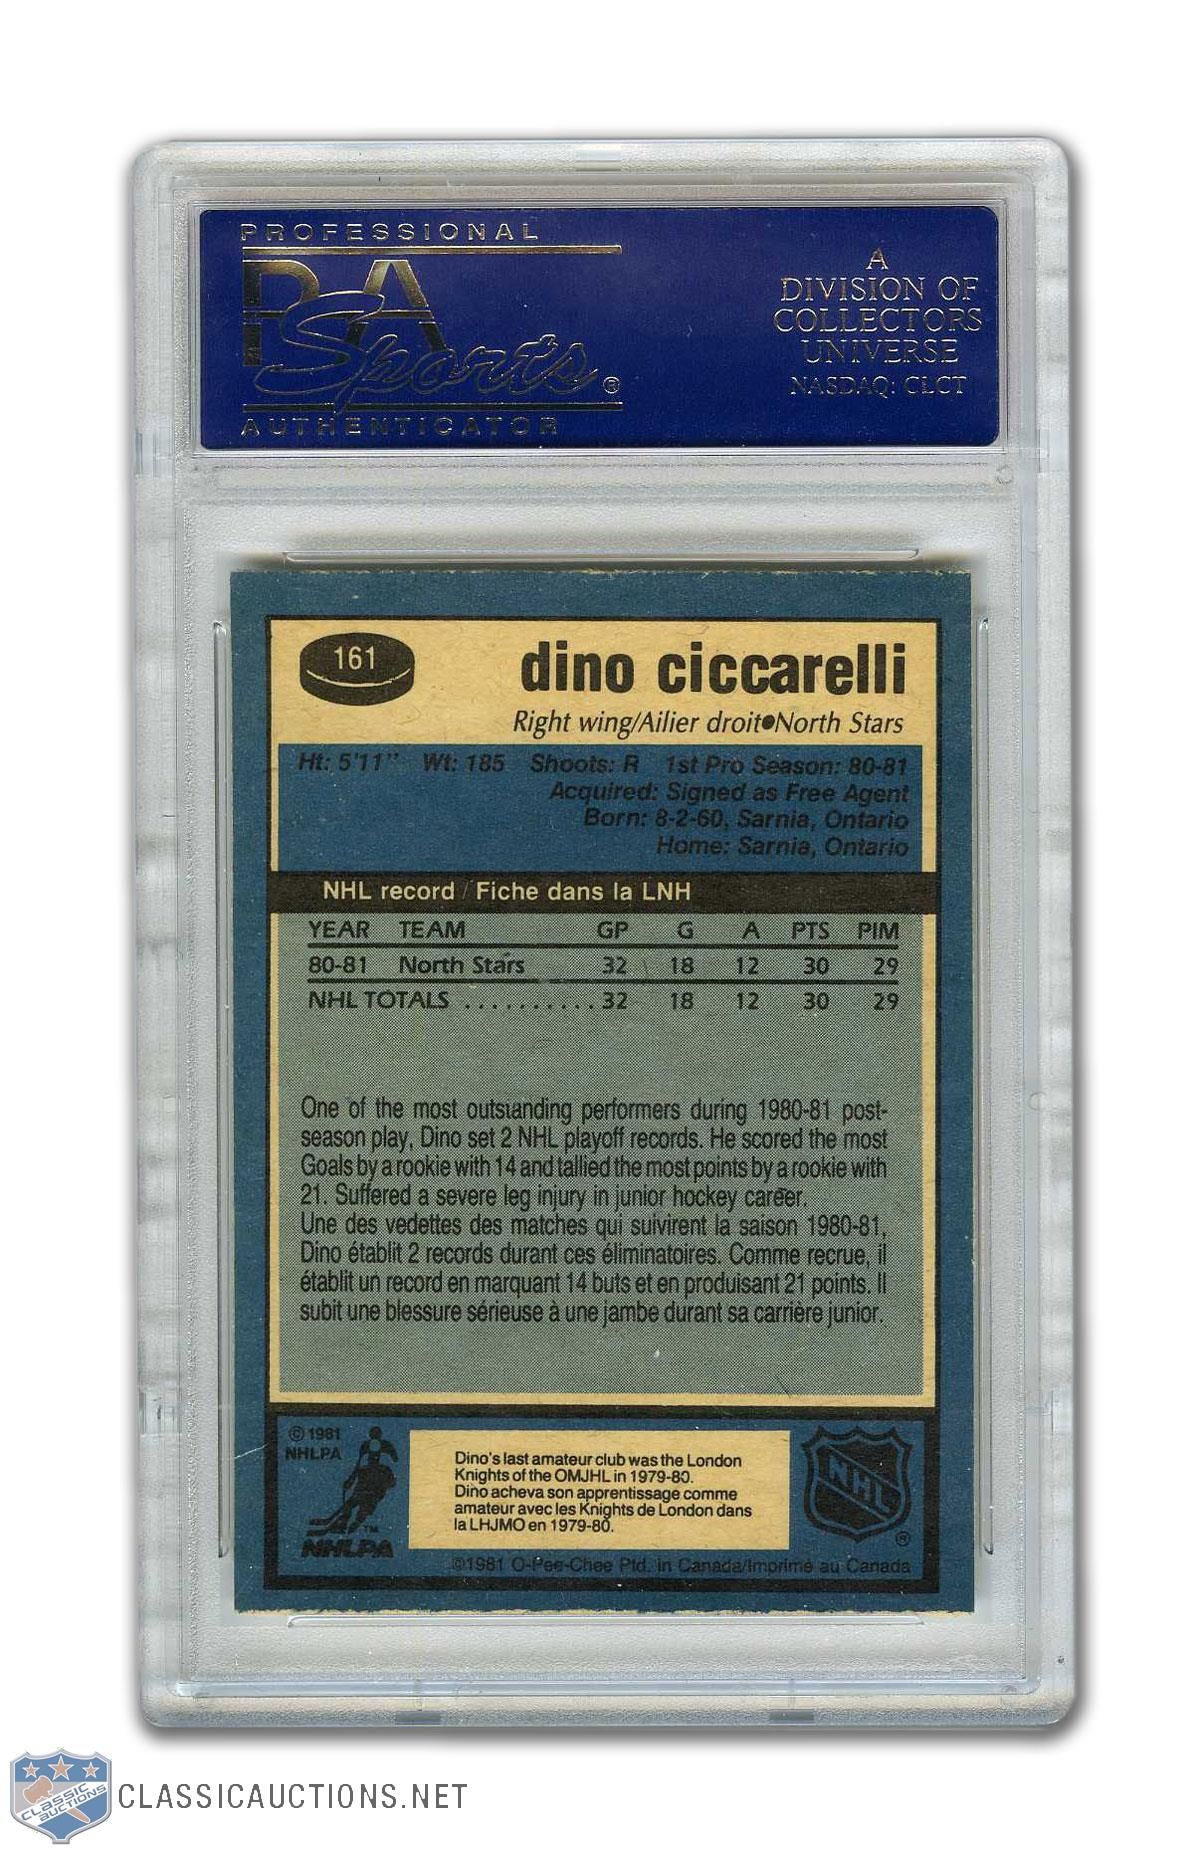 PROFESSIONAL
PSA
Sports ®
AUTHENTICATOR
A
DIVISION OF
COLLECTORS
UNIVERSE
NASDAQ: CLCT
161
dino ciccarelli
Right wing/Ailier droit●North Stars
Ht: 5'11" Wt: 185 Shoots: R 1st Pro Season: 80-81
Acquired: Signed as Free Agent
Born: 8-2-60, Sarnia, Ontario
Home: Sarnia, Ontario
NHL record / Fiche dans la LNH
YEAR TEAM GP G A PTS PIM
80-81 North Stars 32 18 12 30 29
NHL TOTALS .......... 32 18 12 30 29
One of the most outstanding performers during 1980-81 post-
season play, Dino set 2 NHL playoff records. He scored the most
Goals by a rookie with 14 and tallied the most points by a rookie with
21. Suffered a severe leg injury in junior hockey career.
Une des vedettes des matches qui suivirent la saison 1980-81,
Dino établit 2 records durant ces éliminatoires. Comme recrue, il
établit un record en marquant 14 buts et en produisant 21 points. Il
subit une blessure sérieuse à une jambe durant sa carrière junior.
©1981
NHLPA
TM
NHLPA
Dino's last amateur club was the London
Knights of the OMJHL in 1979-80.
Dino acheva son apprentissage comme
amateur avec les Knights de London dans
la LHJMO en 1979-80.
NHL
®
©1981 O-Pee-Chee Ptd. in Canada/Imprimé au Canada
CLASSIC
AUCTIONS
CLASSICAUCTIONS.NET